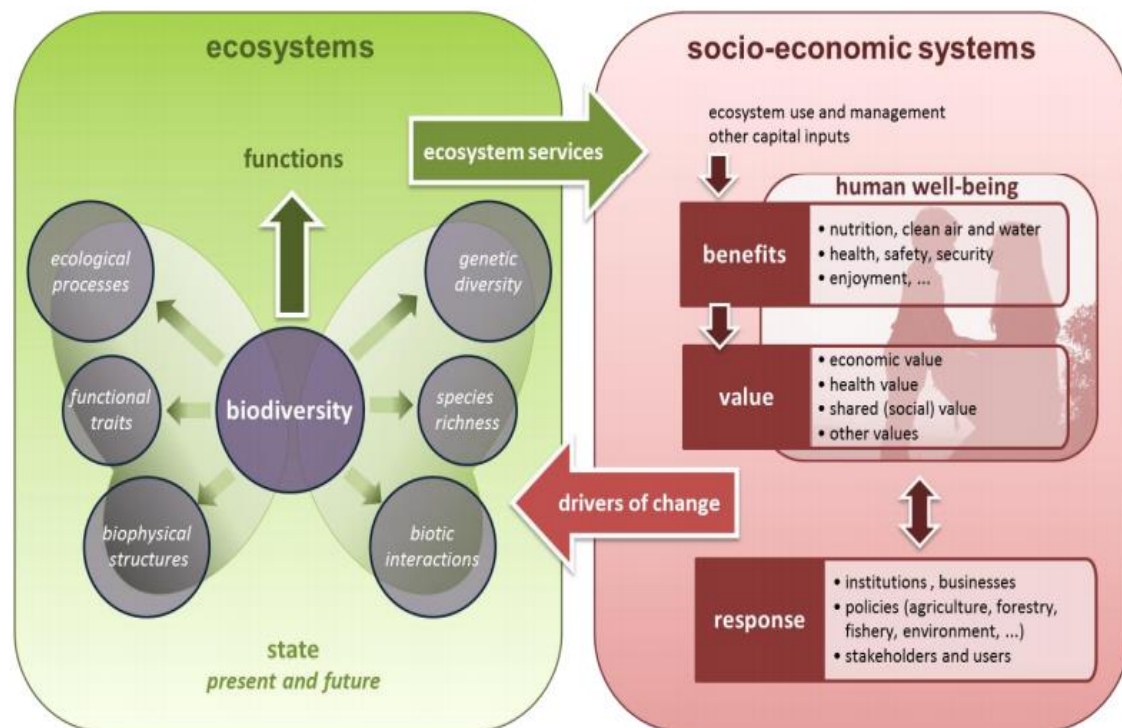 ecosystems
functions
ecological
processes
genetic
diversity
functional
traits
biodiversity
species
richness
biophysical
structures
biotic
interactions
state
present and future
ecosystem services
drivers of change
socio-economic systems
ecosystem use and management
other capital inputs
human well-being
benefits
• nutrition, clean air and water
• health, safety, security
• enjoyment, ...
value
• economic value
• health value
• shared (social) value
• other values
response
• institutions , businesses
• policies (agriculture, forestry,
fishery, environment, ...)
• stakeholders and users